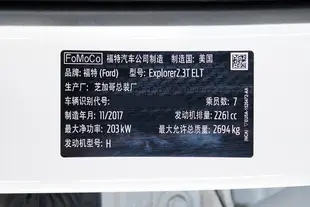 FoMoCo 福特汽车公司制造 制造国: 美国
品牌: 福特 (Ford) 型号: Explorer2.3T ELT
生产厂: 芝加哥总装厂
车辆识别代号: 乘员数: 7
制造年月: 11/2017 发动机排量: 2261 cc
最大净功率: 203 kW 最大允许总质量: 2694 kg
发动机型号: H